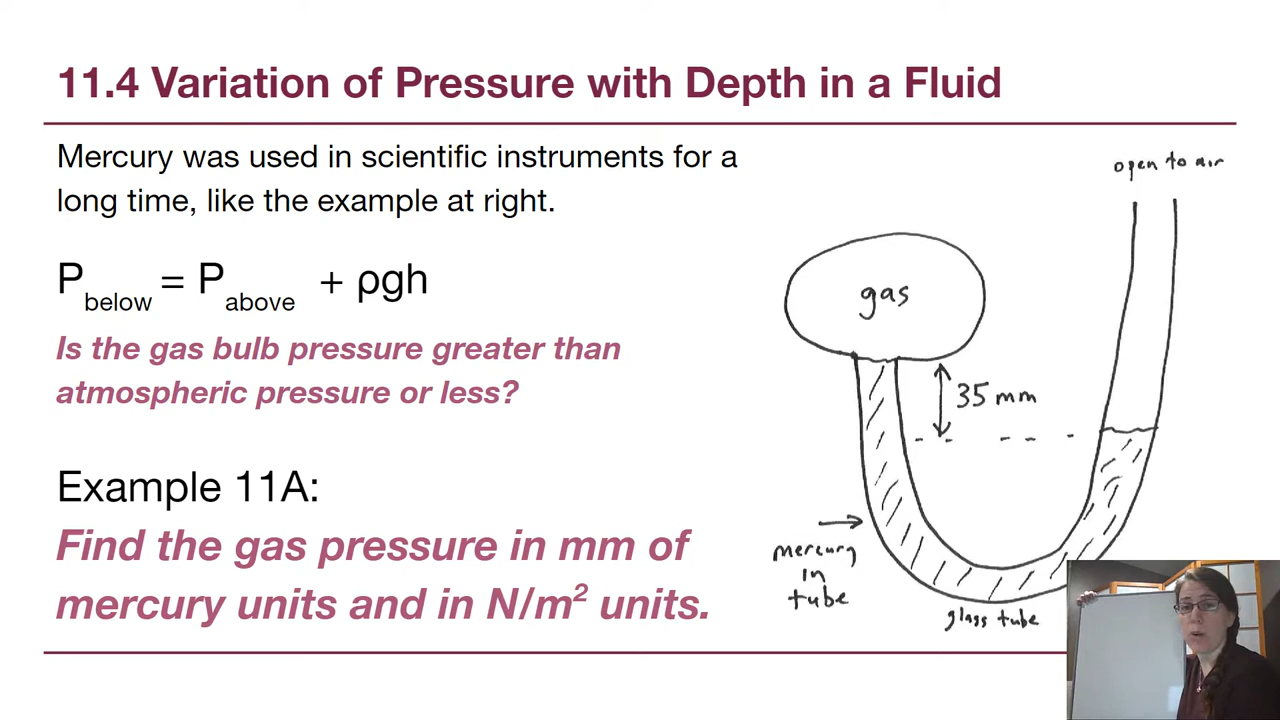 11.4 Variation of Pressure with Depth in a Fluid
Mercury was used in scientific instruments for a
long time, like the example at right.
P_below = P_above + ρgh
Is the gas bulb pressure greater than
atmospheric pressure or less?
Example 11A:
Find the gas pressure in mm of
mercury units and in N/m² units.
open to air
gas
35 mm
mercury
in
tube
glass tube